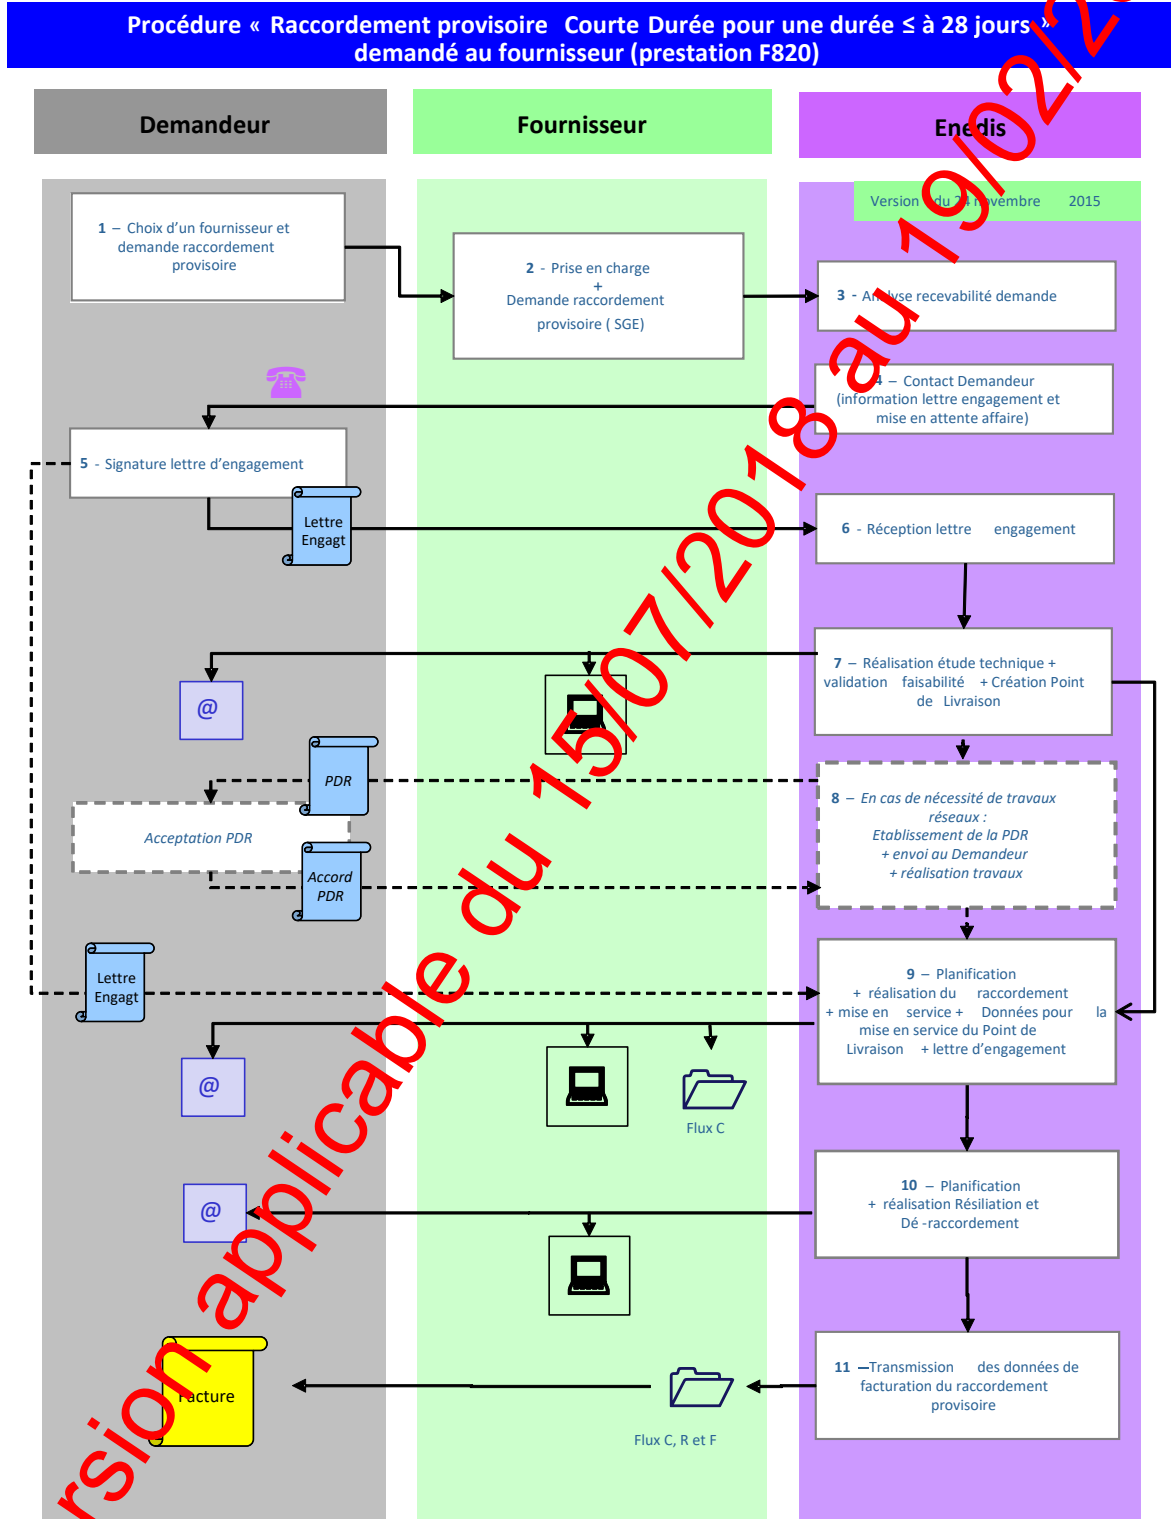 Procédure « Raccordement provisoire Courte Durée pour une durée ≤ à 28 jours »
demandé au fournisseur (prestation F820)
Demandeur
Fournisseur
Enedis
Version du 24 novembre 2015
1 – Choix d'un fournisseur et
demande raccordement
provisoire
2 - Prise en charge
+
Demande raccordement
provisoire ( SGE)
3 - Analyse recevabilité demande
4 – Contact Demandeur
(information lettre engagement et
mise en attente affaire)
5 - Signature lettre d'engagement
Lettre
Engagt
6 - Réception lettre engagement
7 – Réalisation étude technique +
validation faisabilité + Création Point
de Livraison
@
PDR
8 – En cas de nécessité de travaux
réseaux :
Etablissement de la PDR
+ envoi au Demandeur
+ réalisation travaux
Acceptation PDR
Accord
PDR
Lettre
Engagt
9 – Planification
+ réalisation du raccordement
+ mise en service + Données pour la
mise en service du Point de
Livraison + lettre d'engagement
@
Flux C
10 – Planification
+ réalisation Résiliation et
Dé -raccordement
@
11 –Transmission des données de
facturation du raccordement
provisoire
Facture
Flux C, R et F
rsion applicable du 15/07/2018 au 19/02/20